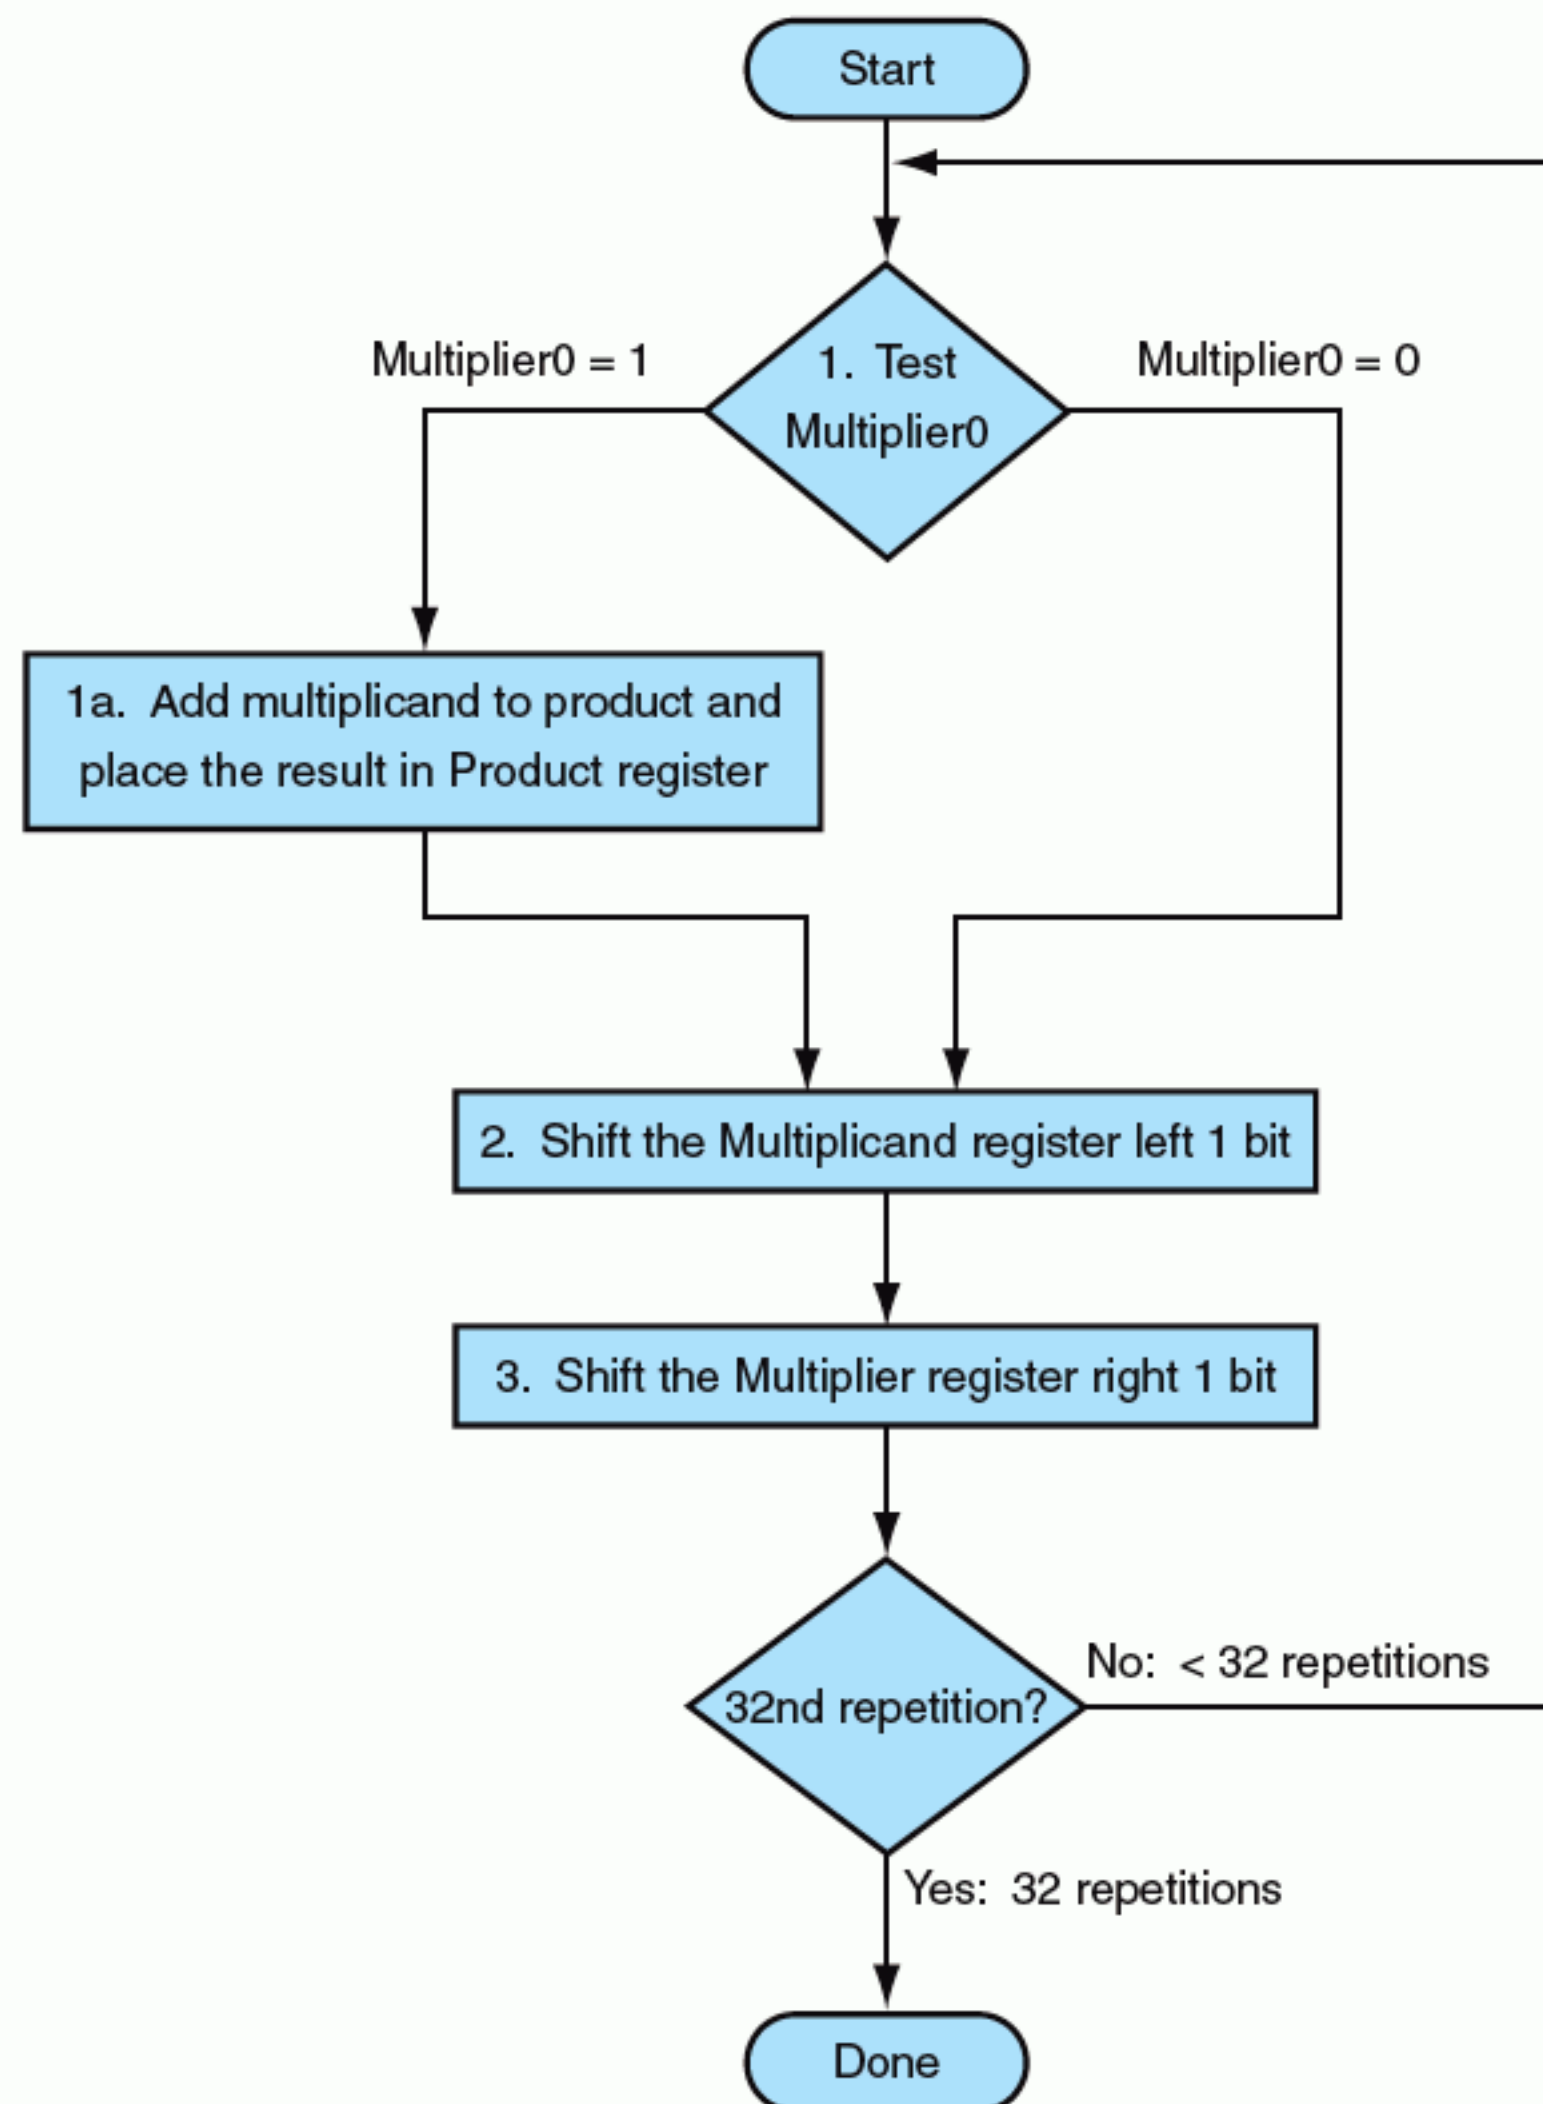 Start
Multiplier0 = 1
1. Test
Multiplier0
Multiplier0 = 0
1a. Add multiplicand to product and
place the result in Product register
2. Shift the Multiplicand register left 1 bit
3. Shift the Multiplier register right 1 bit
32nd repetition?
No: < 32 repetitions
Yes: 32 repetitions
Done